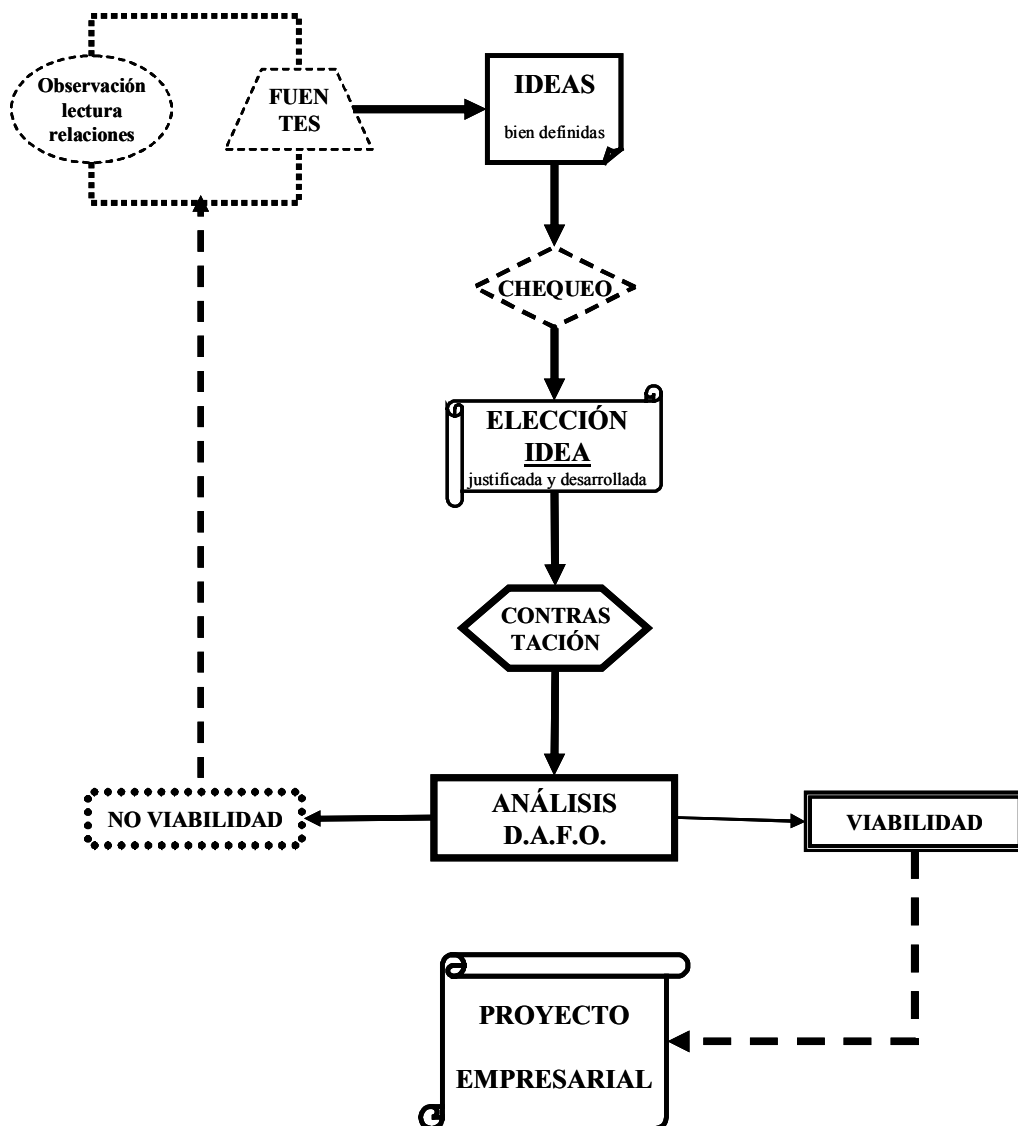 Observación
lectura
relaciones
FUEN
TES
IDEAS
bien definidas
CHEQUEO
ELECCIÓN
IDEA
justificada y desarrollada
CONTRAS
TACIÓN
ANÁLISIS
D.A.F.O.
NO VIABILIDAD
VIABILIDAD
PROYECTO
EMPRESARIAL